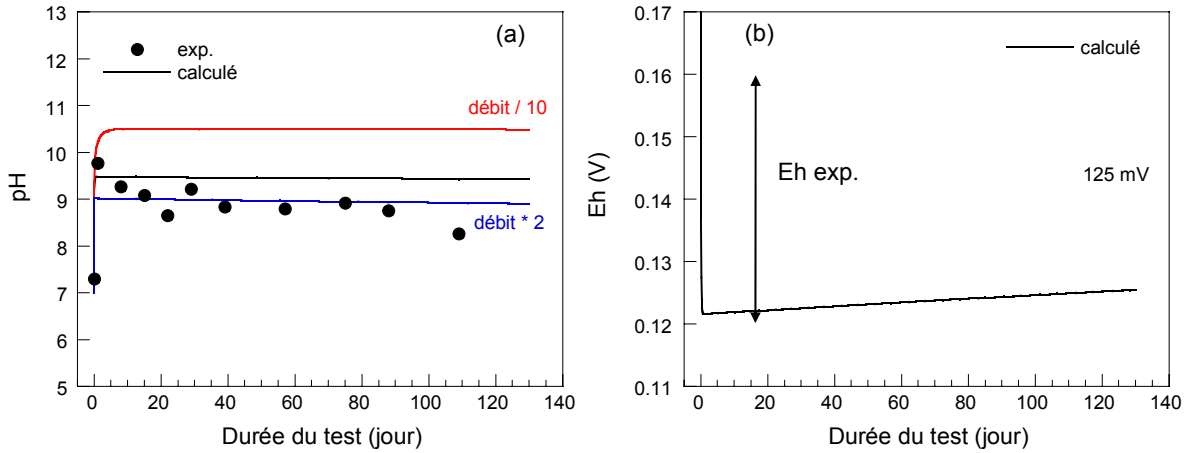 13
12
11
10
9
8
7
6
5
pH
(a)
exp.
calculé
débit / 10
débit * 2
0 20 40 60 80 100 120 140
Durée du test (jour)
0.17
0.16
0.15
0.14
0.13
0.12
0.11
Eh (V)
(b)
calculé
Eh exp.
125 mV
0 20 40 60 80 100 120 140
Durée du test (jour)